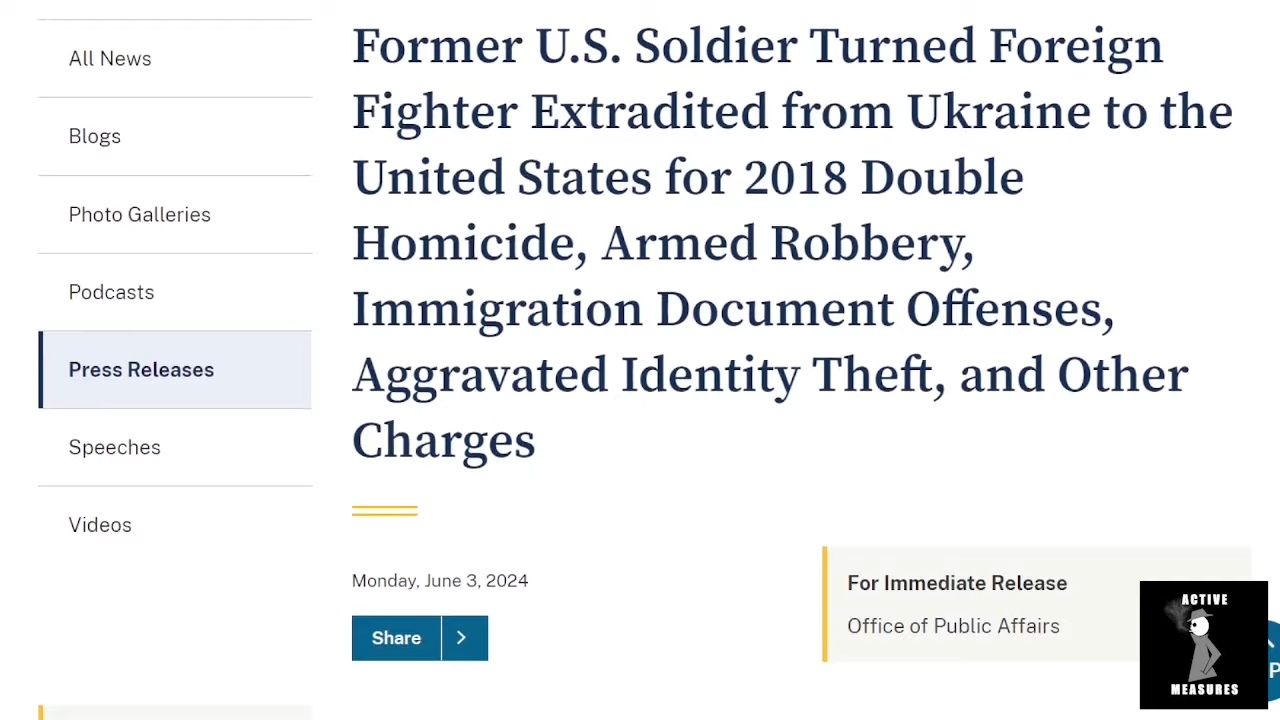 All News
Blogs
Photo Galleries
Podcasts
Press Releases
Speeches
Videos
Former U.S. Soldier Turned Foreign
Fighter Extradited from Ukraine to the
United States for 2018 Double
Homicide, Armed Robbery,
Immigration Document Offenses,
Aggravated Identity Theft, and Other
Charges
Monday, June 3, 2024
Share
For Immediate Release
Office of Public Affairs
ACTIVE
MEASURES